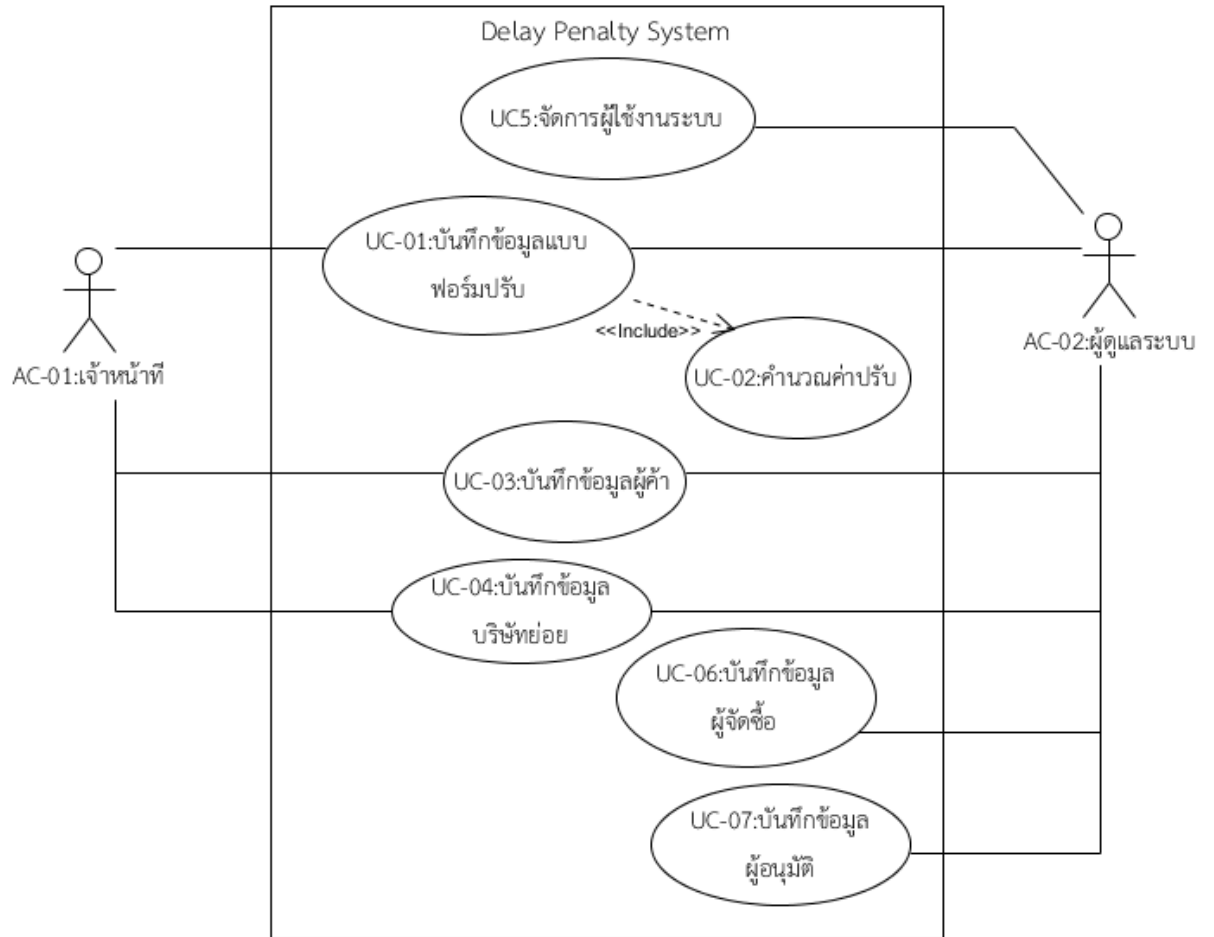 Delay Penalty System
UC5:จัดการผู้ใช้งานระบบ
UC-01:บันทึกข้อมูลแบบ
ฟอร์มปรับ
<<Include>>
UC-02:คำนวณค่าปรับ
AC-01:เจ้าหน้าที่
AC-02:ผู้ดูแลระบบ
UC-03:บันทึกข้อมูลผู้ค้า
UC-04:บันทึกข้อมูล
บริษัทย่อย
UC-06:บันทึกข้อมูล
ผู้จัดซื้อ
UC-07:บันทึกข้อมูล
ผู้อนุมัติ